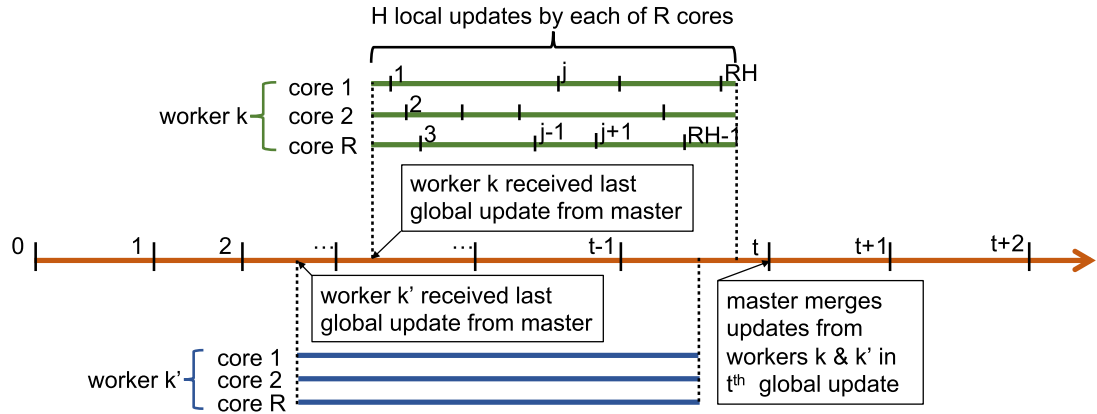 H local updates by each of R cores
core 1
1
j
RH
worker k
core 2
2
core R
3
j-1
j+1
RH-1
worker k received last
global update from master
0
1
2
...
...
t-1
t
t+1
t+2
worker k’ received last
global update from master
master merges
updates from
workers k & k’ in
tth global update
worker k’
core 1
core 2
core R